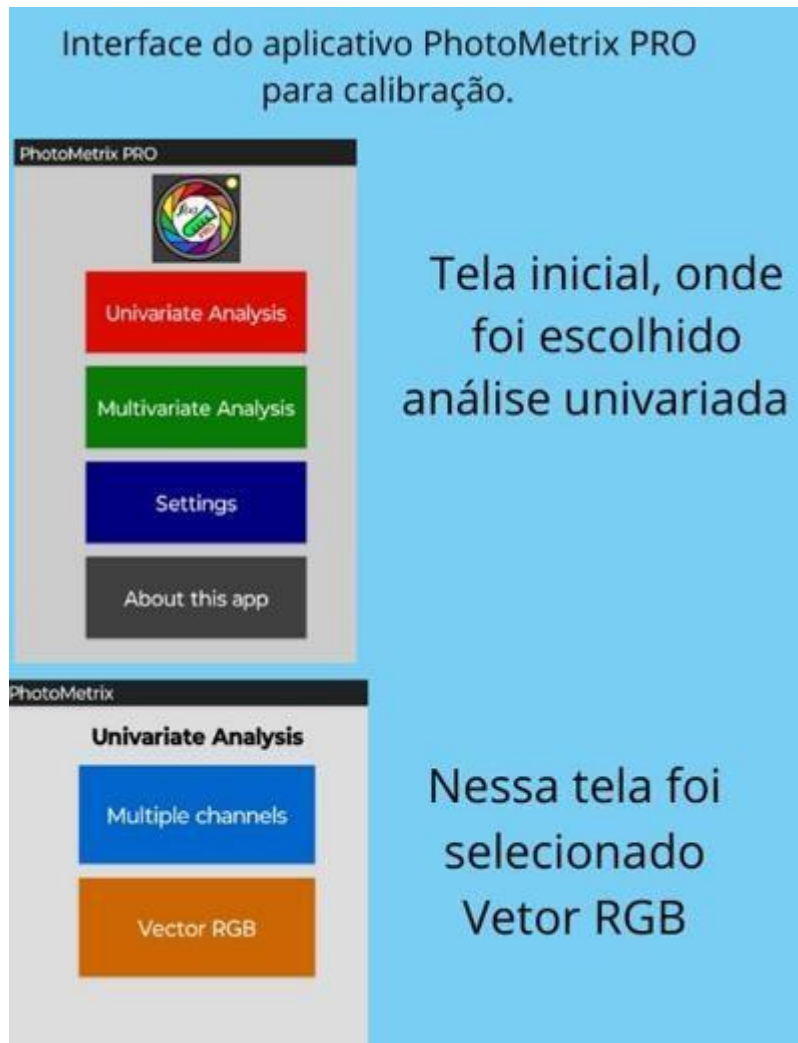 Interface do aplicativo PhotoMetrix PRO
para calibração.
PhotoMetrix PRO
PRO
Univariate Analysis
Multivariate Analysis
Settings
About this app
Tela inicial, onde
foi escolhido
análise univariada
PhotoMetrix
Univariate Analysis
Multiple channels
Vector RGB
Nessa tela foi
selecionado
Vetor RGB